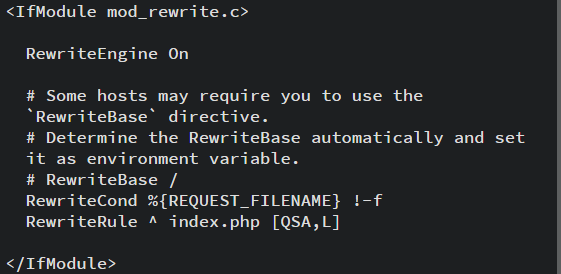 <IfModule mod_rewrite.c>
RewriteEngine On
# Some hosts may require you to use the
`RewriteBase` directive.
# Determine the RewriteBase automatically and set
it as environment variable.
# RewriteBase /
RewriteCond %{REQUEST_FILENAME} !-f
RewriteRule ^ index.php [QSA,L]
</IfModule>